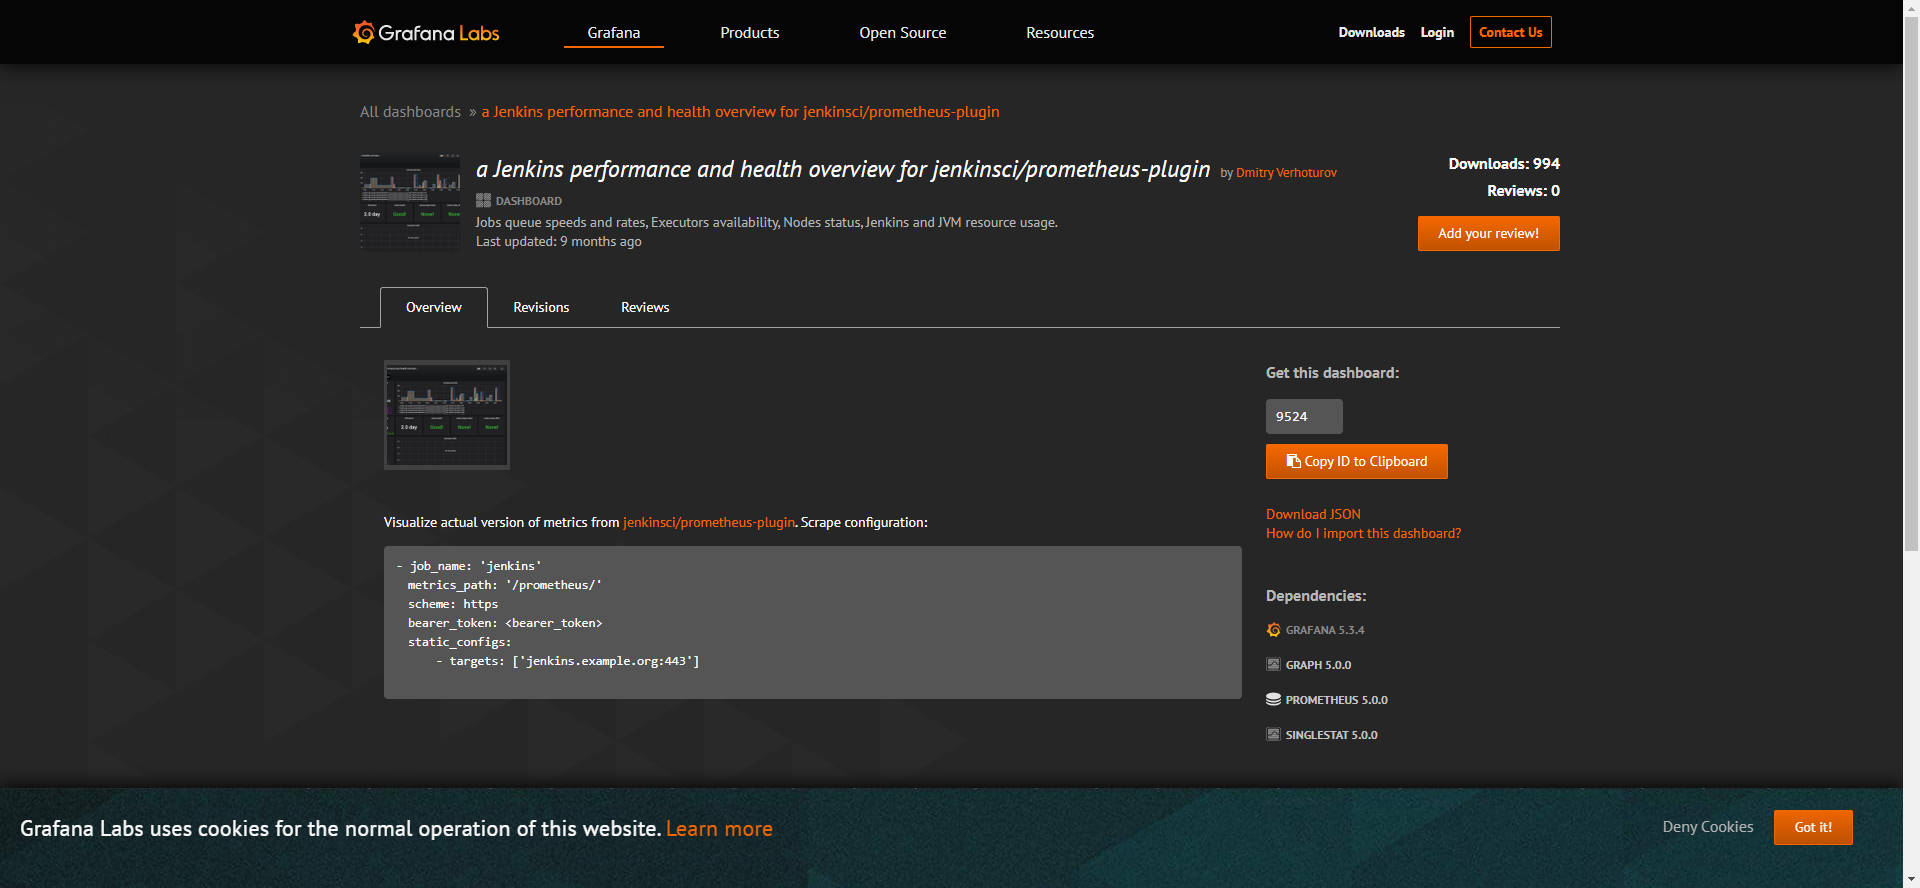 Grafana Labs
Grafana
Products
Open Source
Resources
Downloads
Login
Contact Us
All dashboards » a Jenkins performance and health overview for jenkinsci/prometheus-plugin
a Jenkins performance and health overview for jenkinsci/prometheus-plugin by Dmitry Verhoturov
DASHBOARD
Jobs queue speeds and rates, Executors availability, Nodes status, Jenkins and JVM resource usage.
Last updated: 9 months ago
Downloads: 994
Reviews: 0
Add your review!
Overview
Revisions
Reviews
2.0 day Good! None! None!
Visualize actual version of metrics from jenkinsci/prometheus-plugin. Scrape configuration:
- job_name: 'jenkins'
metrics_path: '/prometheus/'
scheme: https
bearer_token: <bearer_token>
static_configs:
- targets: ['jenkins.example.org:443']
Get this dashboard:
9524
Copy ID to Clipboard
Download JSON
How do I import this dashboard?
Dependencies:
GRAFANA 5.3.4
GRAPH 5.0.0
PROMETHEUS 5.0.0
SINGLESTAT 5.0.0
Grafana Labs uses cookies for the normal operation of this website. Learn more
Deny Cookies
Got it!